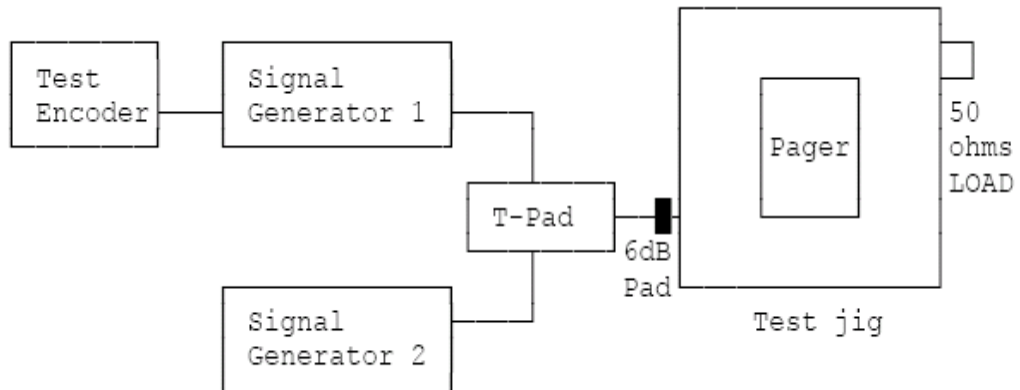 Test
Encoder
Signal
Generator 1
T-Pad
Signal
Generator 2
6dB
Pad
Pager
50
ohms
LOAD
Test jig